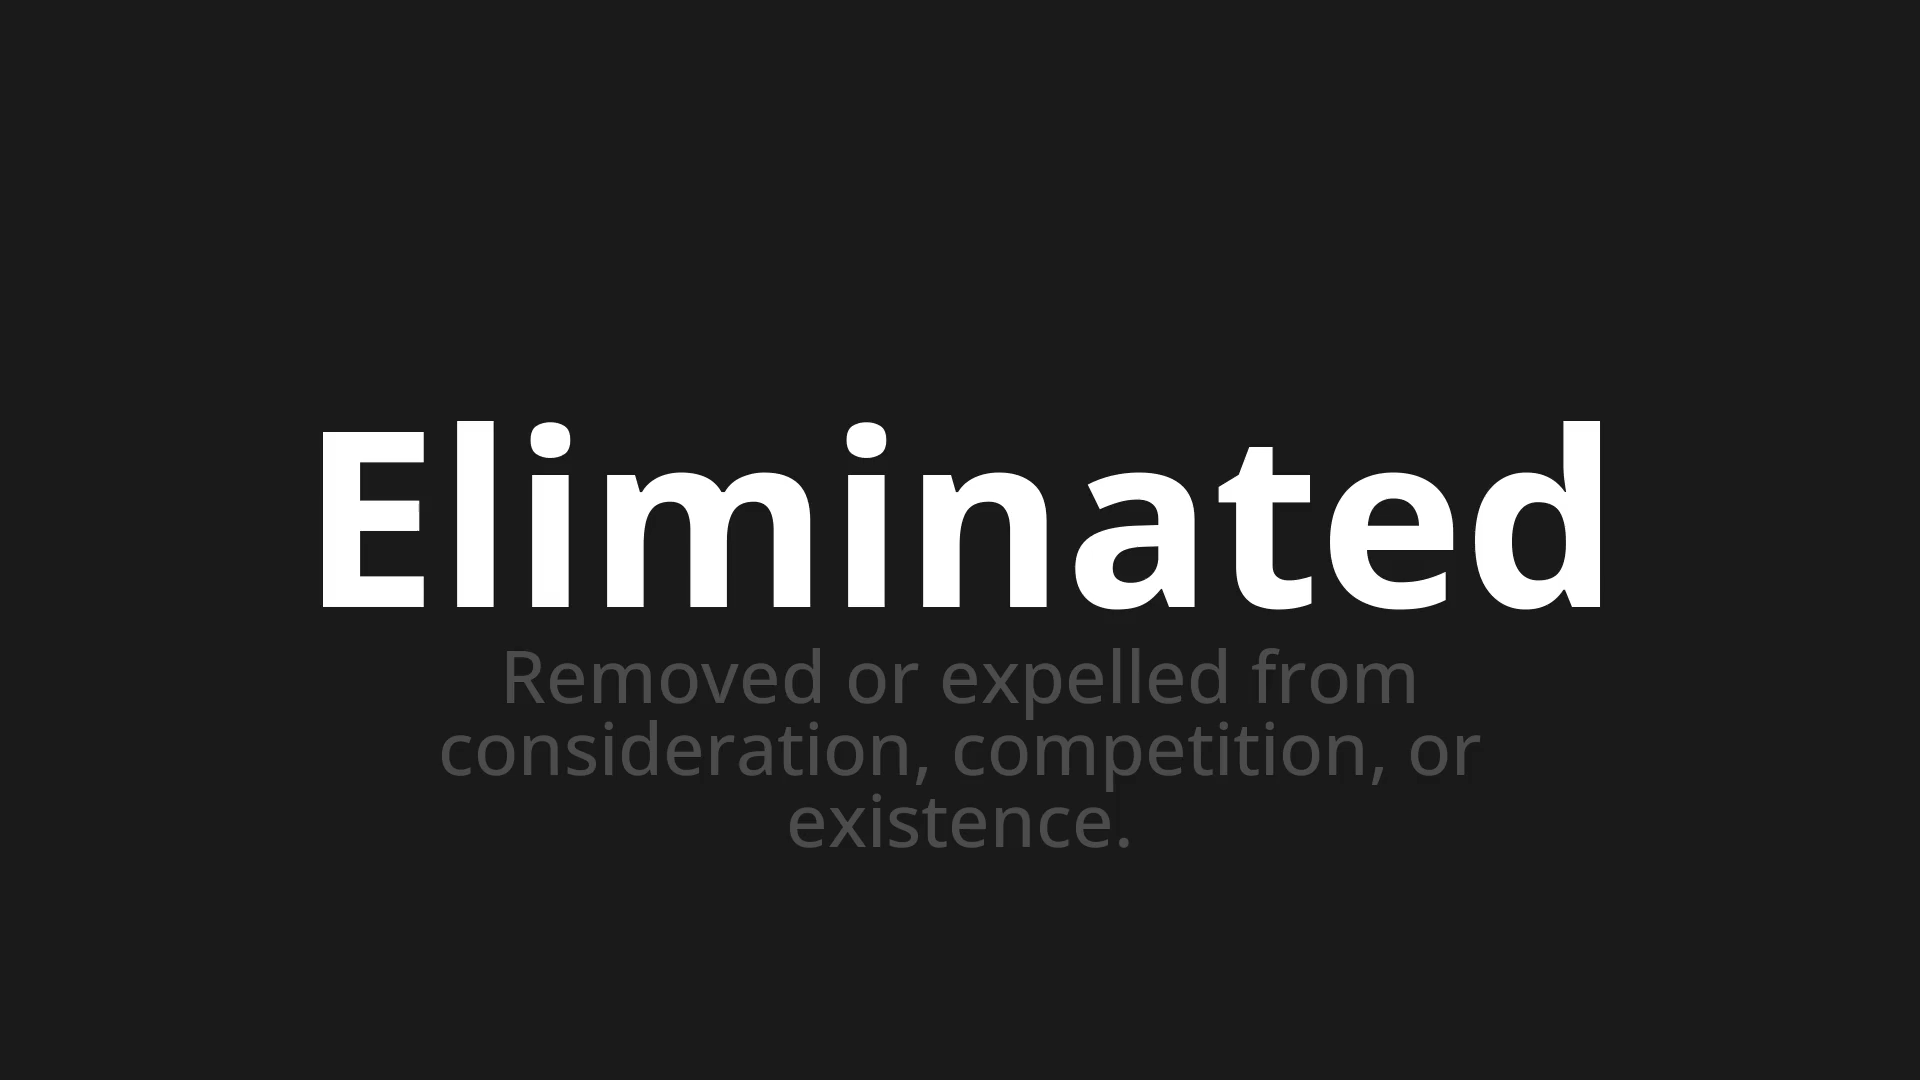 Eliminated
Removed or expelled from
consideration, competition, or
existence.